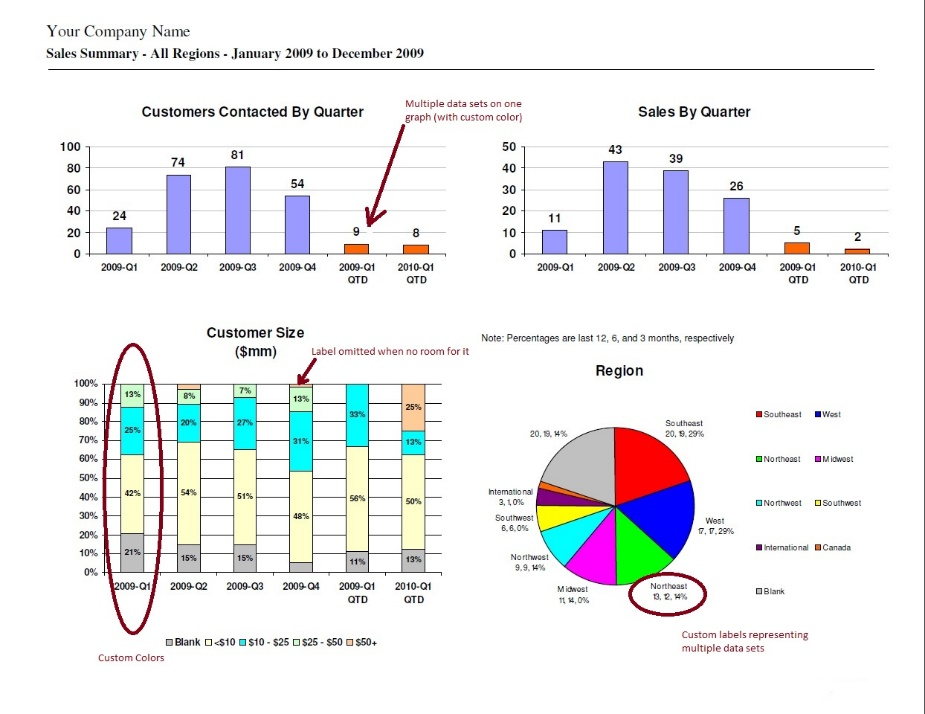 Your Company Name
Sales Summary - All Regions - January 2009 to December 2009
Customers Contacted By Quarter
Multiple data sets on one
graph (with custom color)
100
80
60
40
20
0
24
74
81
54
9
8
2009-Q1
2009-Q2
2009-Q3
2009-Q4
2009-Q1
QTD
2010-Q1
QTD
Sales By Quarter
50
40
30
20
10
0
11
43
39
26
5
2
2009-Q1
2009-Q2
2009-Q3
2009-Q4
2009-Q1
QTD
2010-Q1
QTD
Customer Size
($mm)
Label omitted when no room for it
100%
90%
80%
70%
60%
50%
40%
30%
20%
10%
0%
13%
25%
42%
21%
8%
20%
54%
15%
7%
27%
51%
15%
13%
31%
48%
33%
56%
11%
25%
13%
50%
13%
2009-Q1
2009-Q2
2009-Q3
2009-Q4
2009-Q1
QTD
2010-Q1
QTD
Blank <$10 $10 - $25 $25 - $50 $50+
Custom Colors
Note: Percentages are last 12, 6, and 3 months, respectively
Region
Southeast
20, 19, 29%
West
17, 17, 29%
Northeast
13, 12, 14%
Midwest
11, 14, 0%
Northwest
9, 9, 14%
Southwest
6, 6, 0%
International
3, 1, 0%
20, 19, 14%
Southeast West
Northeast Midwest
Northwest Southwest
International Canada
Blank
Custom labels representing
multiple data sets